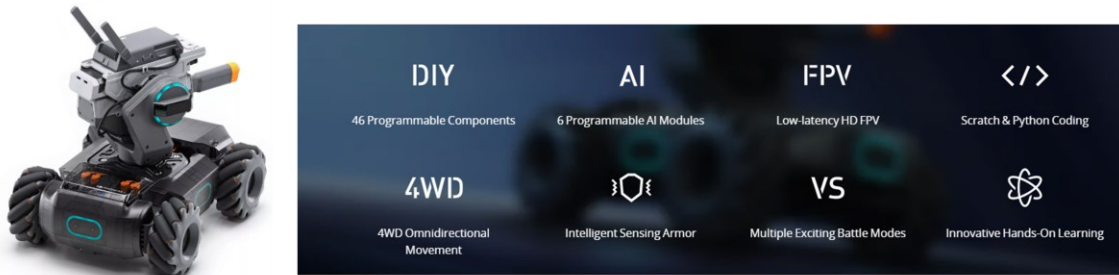 DIY
46 Programmable Components
AI
6 Programmable AI Modules
FPV
Low-latency HD FPV
</>
Scratch & Python Coding
4WD
4WD Omnidirectional
Movement
Intelligent Sensing Armor
VS
Multiple Exciting Battle Modes
Innovative Hands-On Learning